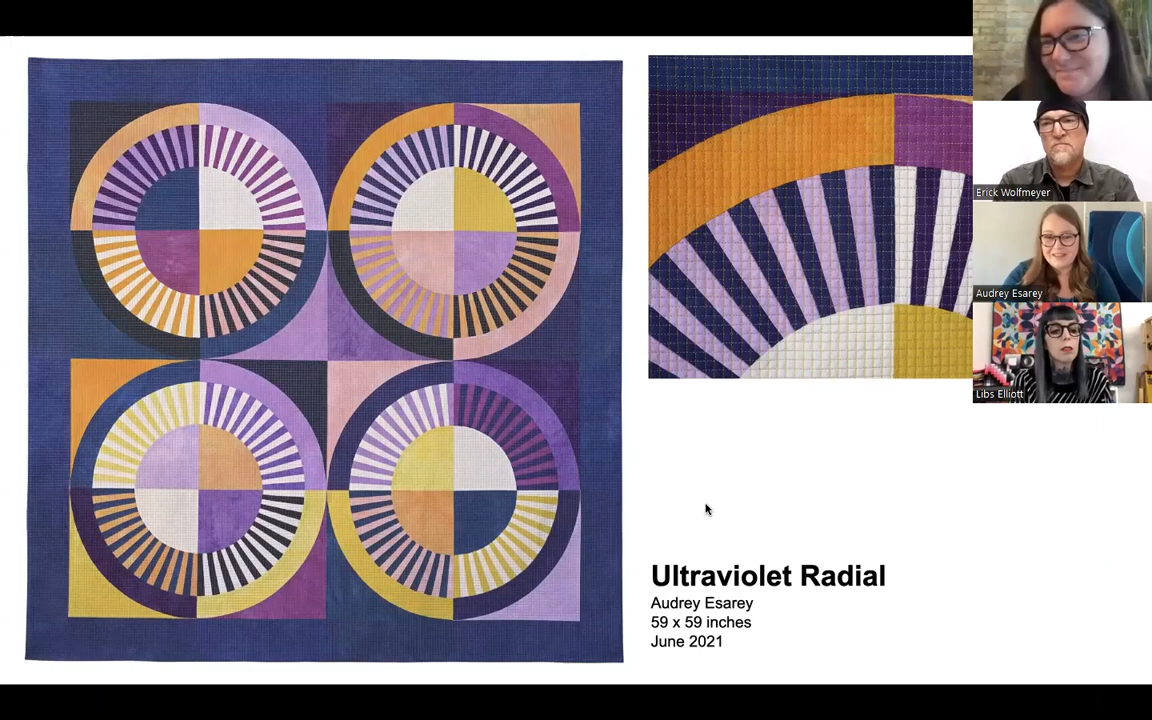 Ultraviolet Radial
Audrey Esarey
59 x 59 inches
June 2021
Erick Wolfmeyer
Audrey Esarey
Libs Elliott